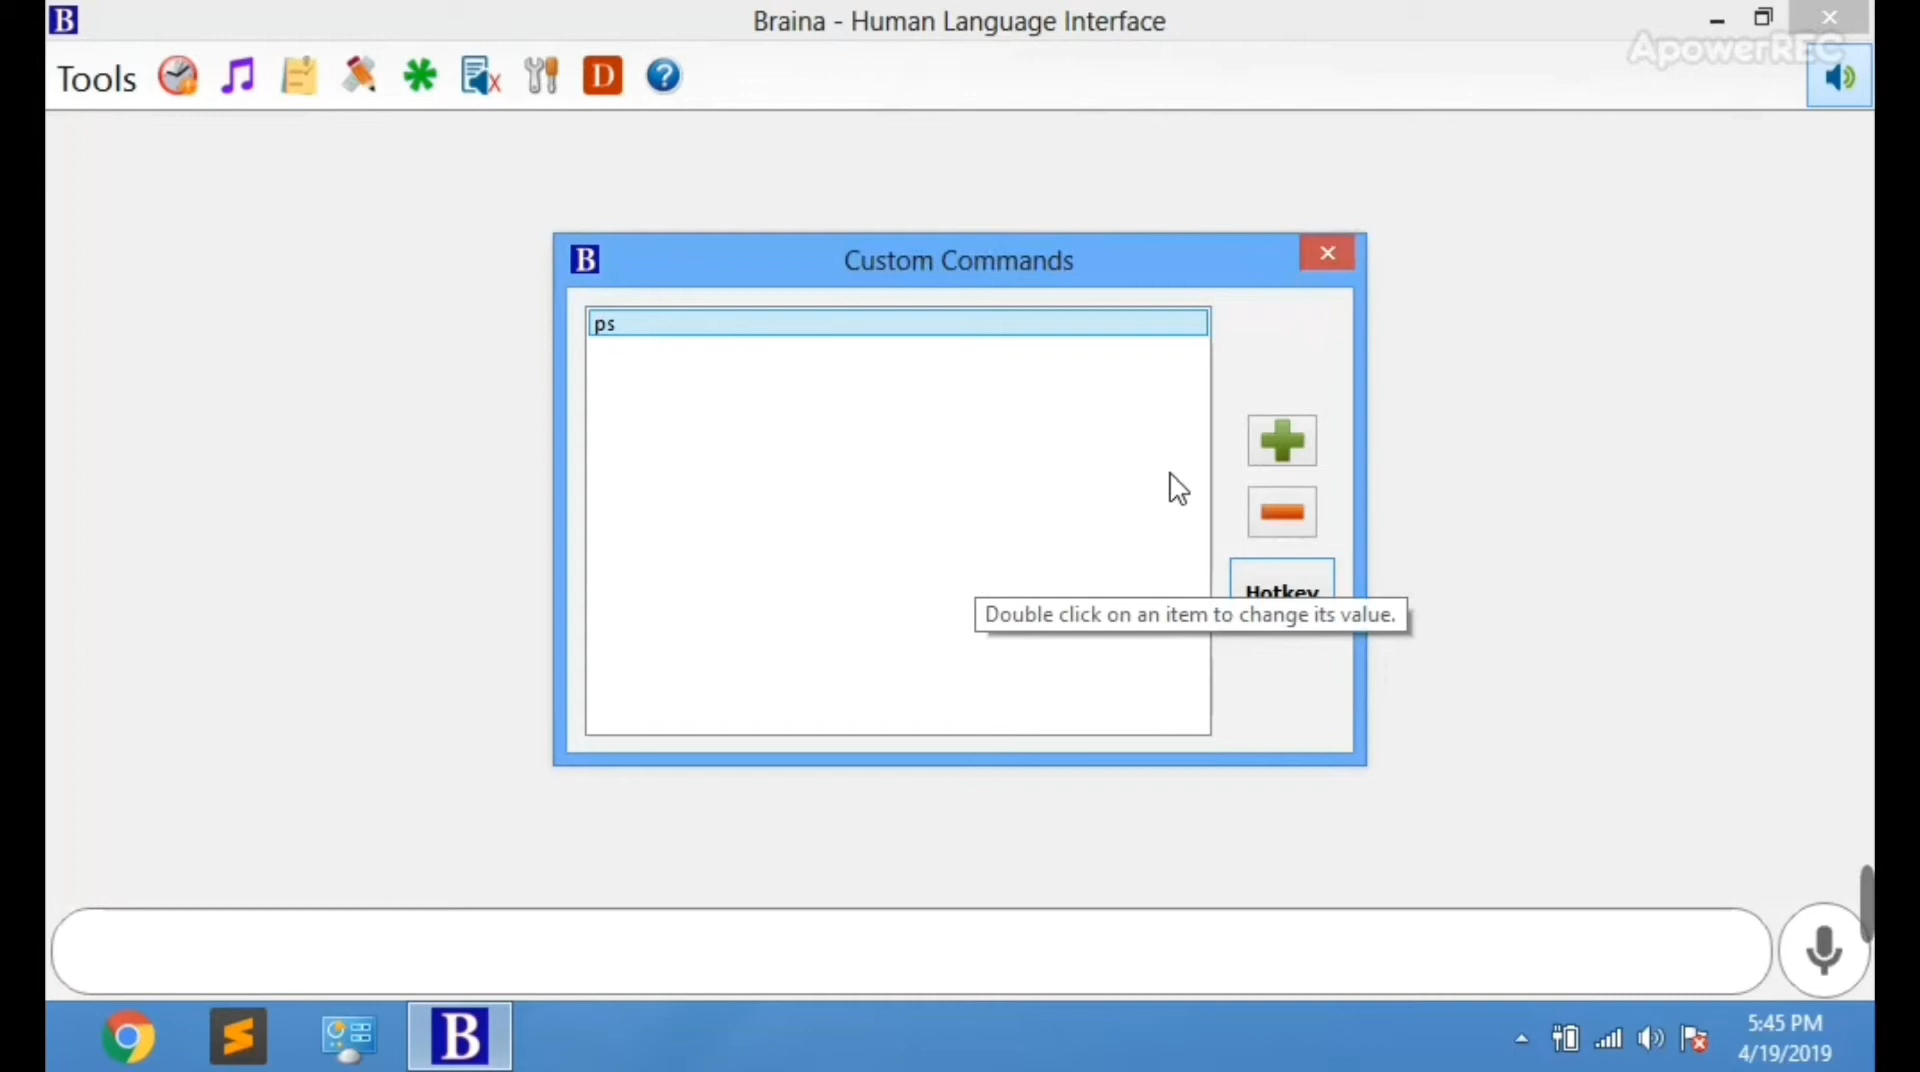 B
Braina - Human Language Interface
ApowerREC
Tools
D
?
B
Custom Commands
ps
Hotkey
Double click on an item to change its value.
B
5:45 PM
4/19/2019